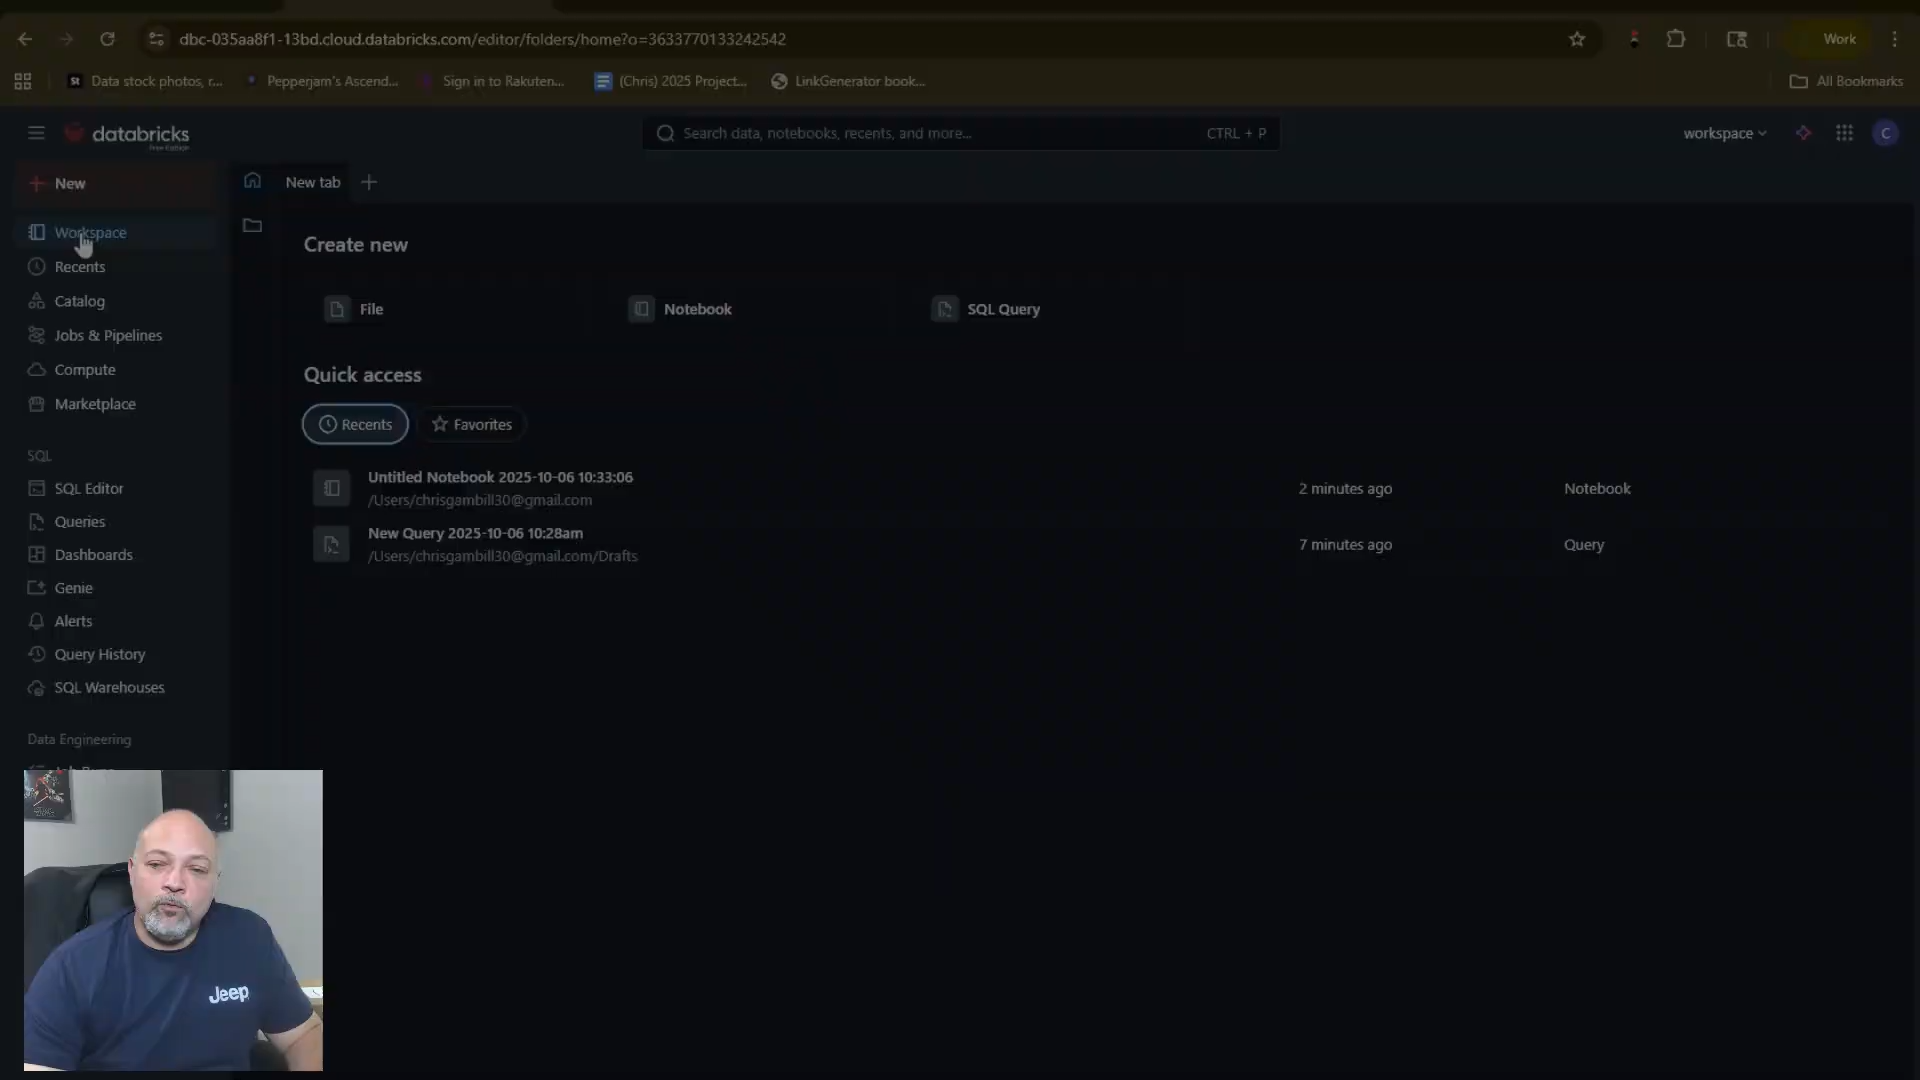 dbc-035aa8f1-13bd.cloud.databricks.com/editor/folders/home?o=3633770133242542
Work
Data stock photos, r...
Pepperjam's Ascend...
Sign in to Rakuten...
(Chris) 2025 Project...
LinkGenerator book...
All Bookmarks
databricks
Free Edition
Search data, notebooks, recents, and more...
CTRL + P
workspace
C
New
New tab
Workspace
Recents
Catalog
Jobs & Pipelines
Compute
Marketplace
SQL
SQL Editor
Queries
Dashboards
Genie
Alerts
Query History
SQL Warehouses
Data Engineering
Create new
File
Notebook
SQL Query
Quick access
Recents
Favorites
Untitled Notebook 2025-10-06 10:33:06
/Users/chrisgambill30@gmail.com
2 minutes ago
Notebook
New Query 2025-10-06 10:28am
/Users/chrisgambill30@gmail.com/Drafts
7 minutes ago
Query
Jeep